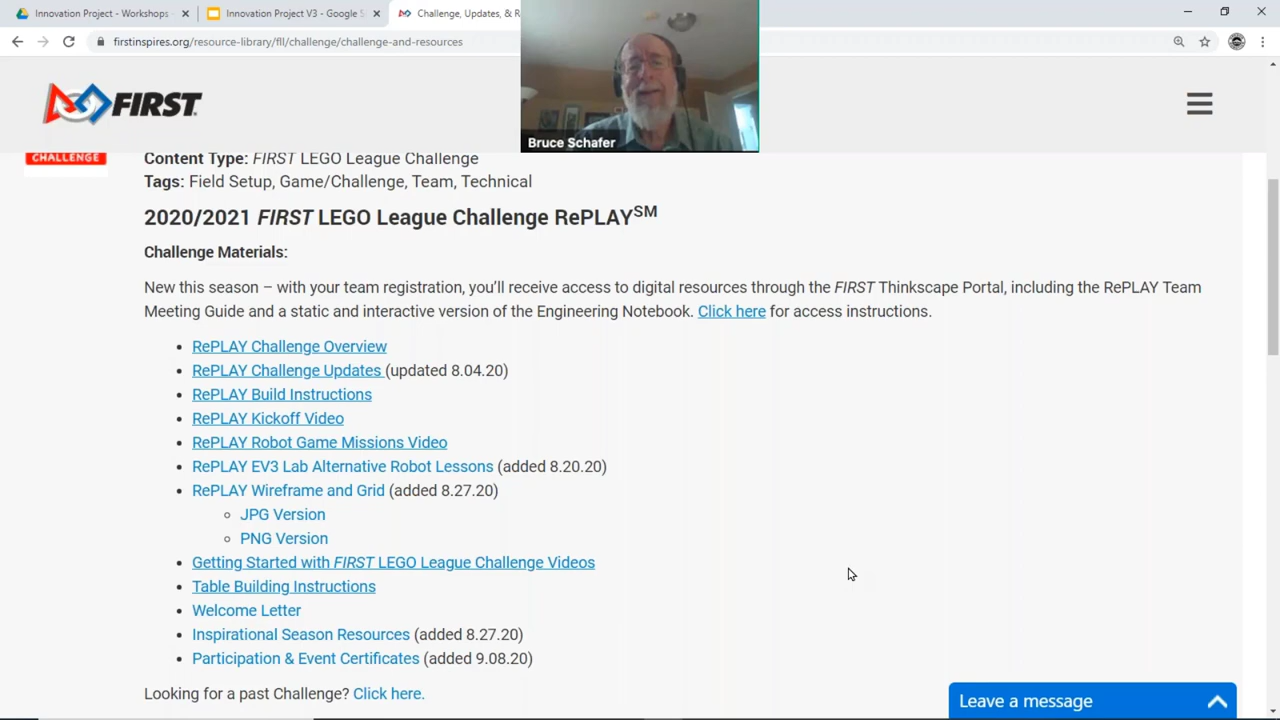 Innovation Project - Workshops -
Innovation Project V3 - Google S
Challenge, Updates, & R
firstinspires.org/resource-library/fll/challenge/challenge-and-resources
FIRST
Bruce Schafer
CHALLENGE
Content Type: FIRST LEGO League Challenge
Tags: Field Setup, Game/Challenge, Team, Technical
2020/2021 FIRST LEGO League Challenge RePLAYSM
Challenge Materials:
New this season – with your team registration, you'll receive access to digital resources through the FIRST Thinkscape Portal, including the RePLAY Team
Meeting Guide and a static and interactive version of the Engineering Notebook. Click here for access instructions.
• RePLAY Challenge Overview
• RePLAY Challenge Updates (updated 8.04.20)
• RePLAY Build Instructions
• RePLAY Kickoff Video
• RePLAY Robot Game Missions Video
• RePLAY EV3 Lab Alternative Robot Lessons (added 8.20.20)
• RePLAY Wireframe and Grid (added 8.27.20)
◦ JPG Version
◦ PNG Version
• Getting Started with FIRST LEGO League Challenge Videos
• Table Building Instructions
• Welcome Letter
• Inspirational Season Resources (added 8.27.20)
• Participation & Event Certificates (added 9.08.20)
Looking for a past Challenge? Click here.
Leave a message